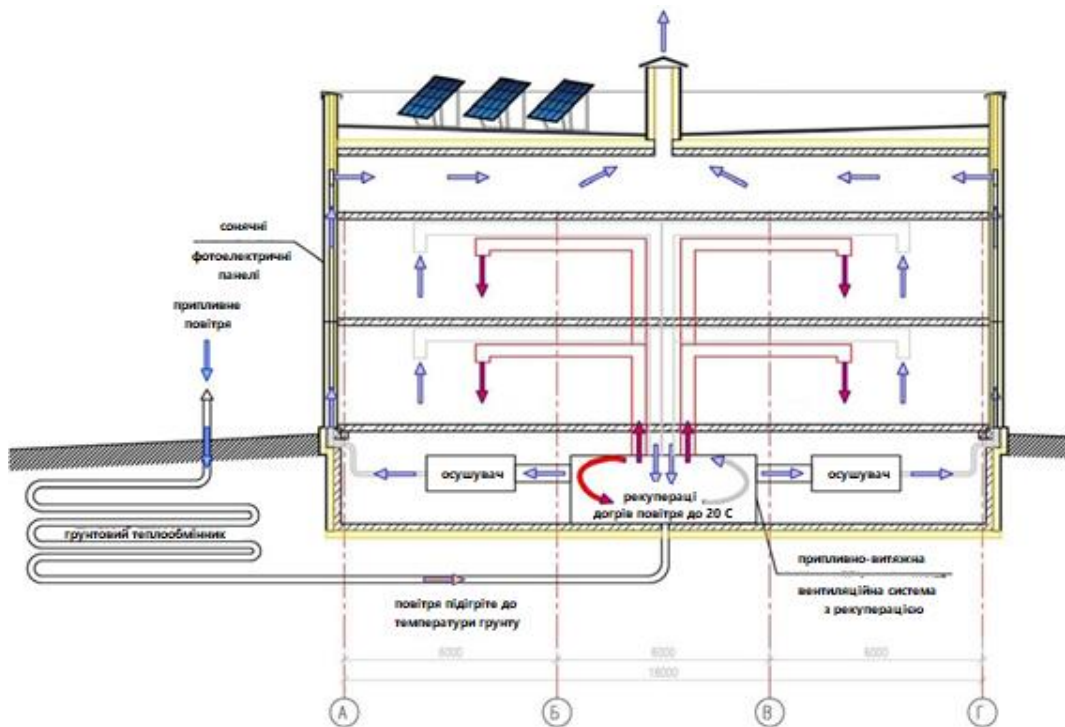 сонячні
фотоелектричні
панелі
припливне
повітря
грунтовий теплообмінник
повітря підігріте до
температури грунту
осушувач
рекупераці
догрів повітря до 20 С
осушувач
припливно-витяжна
вентиляційна система
з рекуперацією
6000
6000
6000
18000
А
Б
В
Г